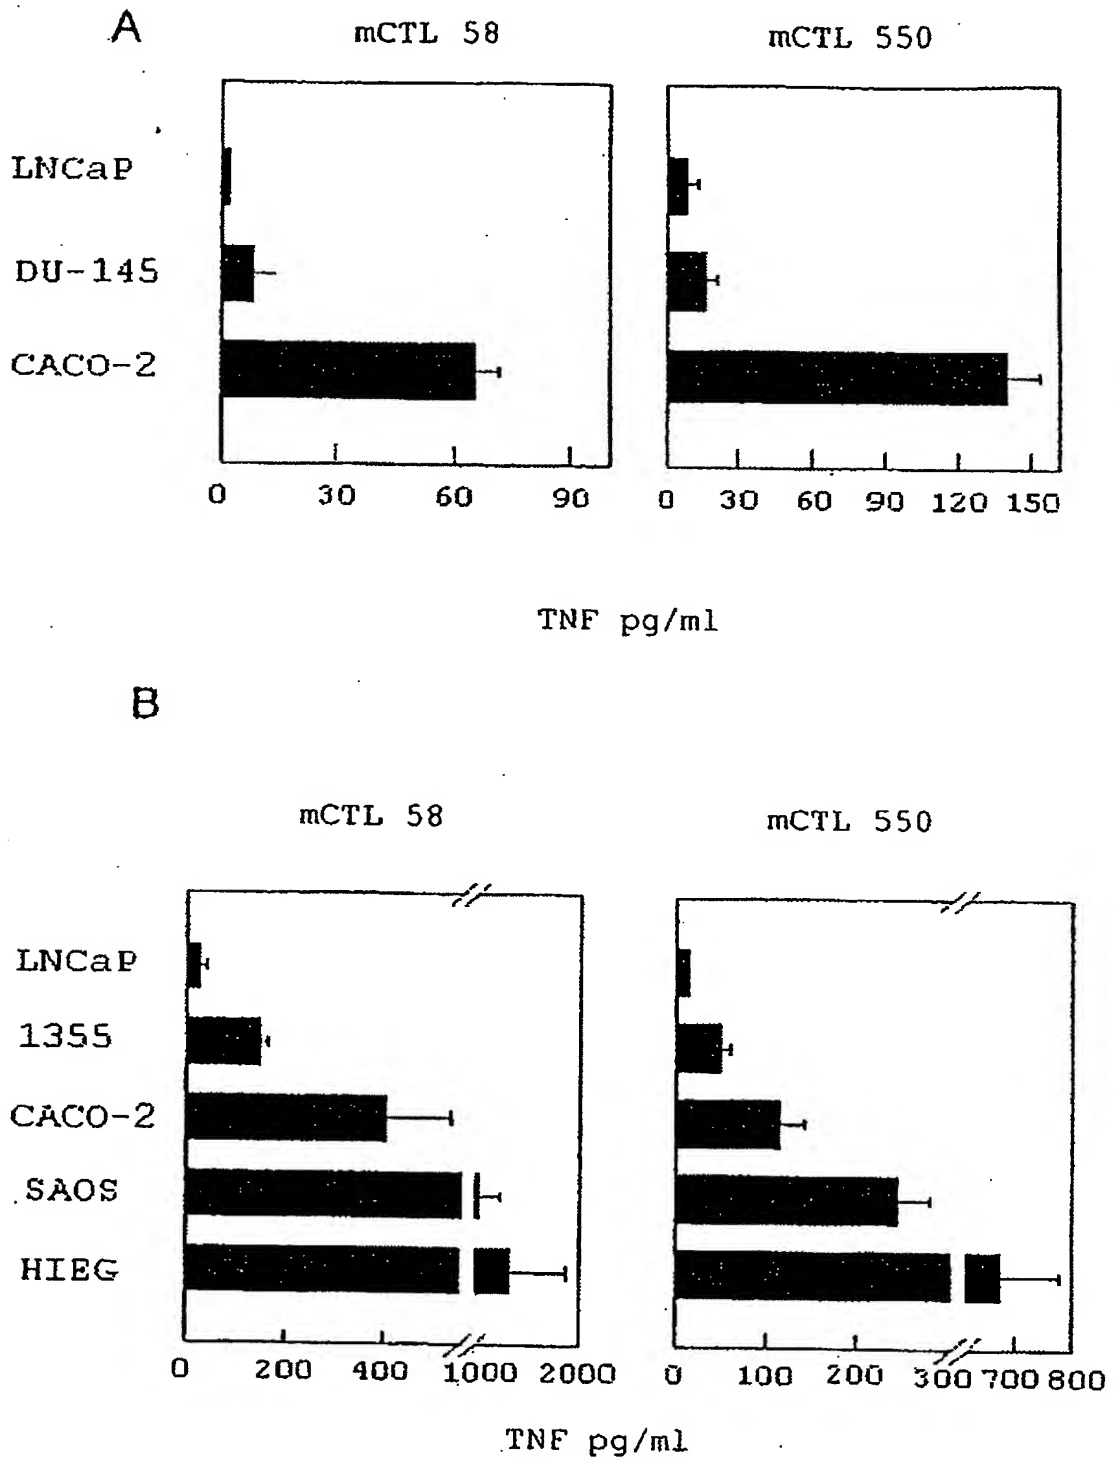 A
mCTL 58
mCTL 550
LNCaP
DU-145
CACO-2
0 30 60 90
0 30 60 90 120 150
TNF pg/ml
B
mCTL 58
mCTL 550
LNCaP
1355
CACO-2
SAOS
HIEG
0 200 400 1000 2000
0 100 200 300 700 800
TNF pg/ml